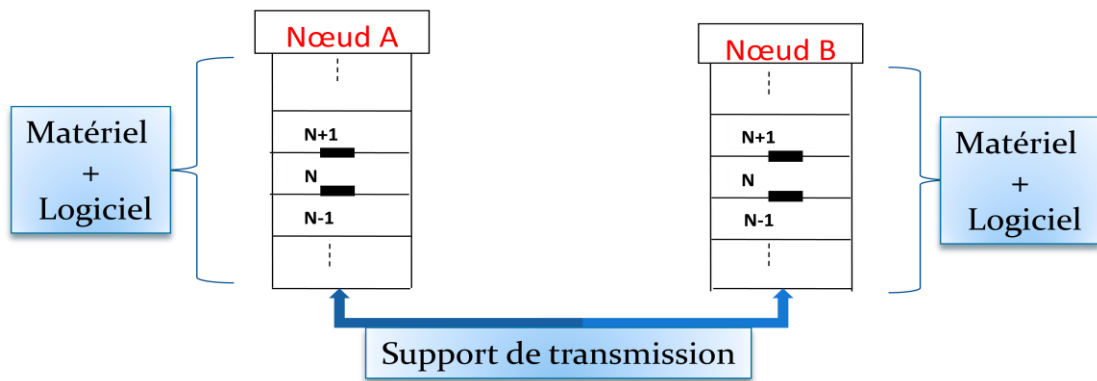 Nœud A
Nœud B
Matériel
+
Logiciel
N+1
N
N-1
N+1
N
N-1
Matériel
+
Logiciel
Support de transmission